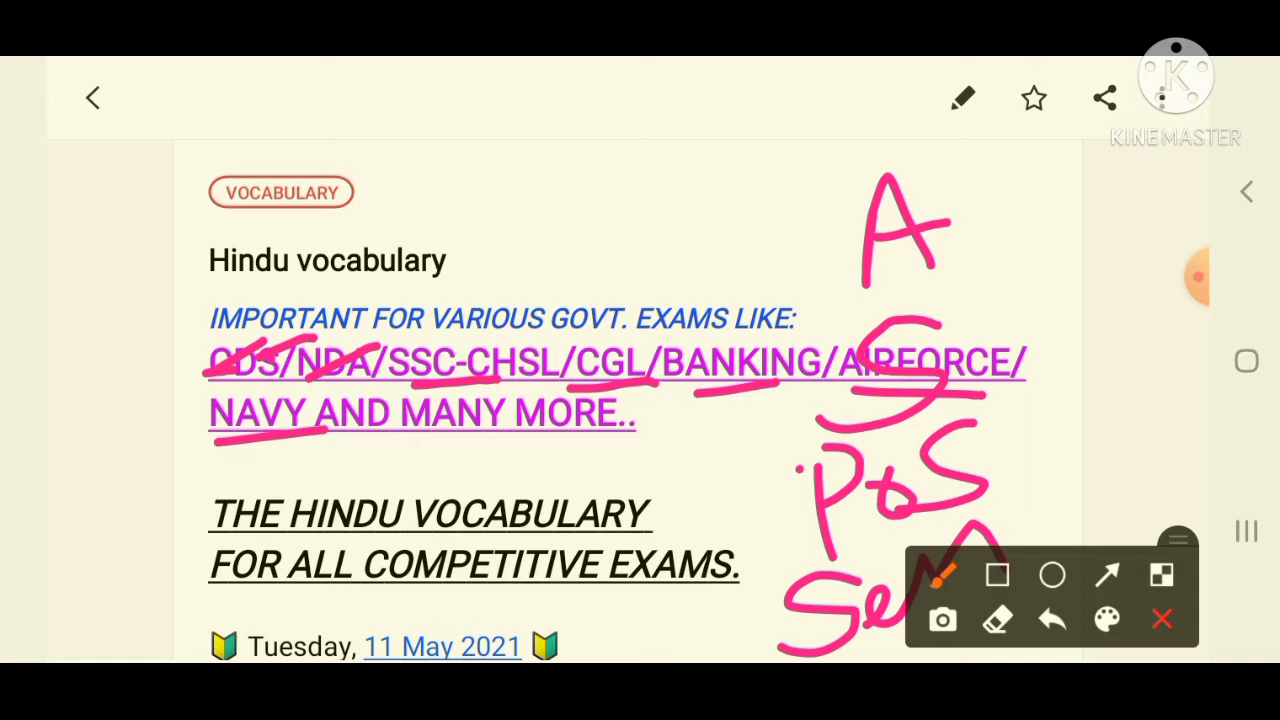 KINEMASTER
VOCABULARY
Hindu vocabulary
IMPORTANT FOR VARIOUS GOVT. EXAMS LIKE:
CDS/NDA/SSC-CHSL/CGL/BANKING/AIRFORCE/
NAVY AND MANY MORE..
THE HINDU VOCABULARY
FOR ALL COMPETITIVE EXAMS.
🔰 Tuesday, 11 May 2021 🔰
A
S
PoS